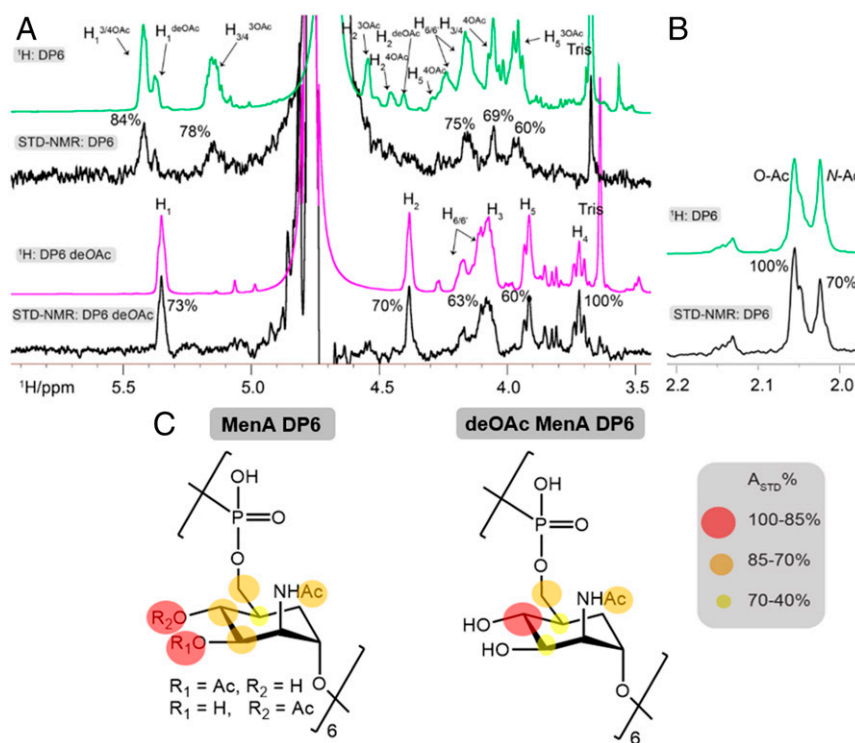 A
B
H1 3/4OAc
H1 deOAc
H3/4 3OAc
H2 3OAc
H2 4OAc
H2 deOAc
H5 4OAc
H6/6'
H3/4 4OAc
H5 3OAc
Tris
1H: DP6
84%
78%
75%
69%
60%
STD-NMR: DP6
H1
H2
H6/6'
H3
H5
H4
Tris
1H: DP6 deOAc
73%
70%
63%
60%
100%
STD-NMR: DP6 deOAc
1H/ppm
5.5
5.0
4.5
4.0
3.5
O-Ac
N-Ac
1H: DP6
100%
70%
STD-NMR: DP6
2.2
2.1
2.0
C
MenA DP6
deOAc MenA DP6
OH
P
O
O
NHAc
R2O
R1O
O
6
R1 = Ac, R2 = H
R1 = H, R2 = Ac
OH
P
O
O
NHAc
HO
HO
O
6
ASTD%
100-85%
85-70%
70-40%